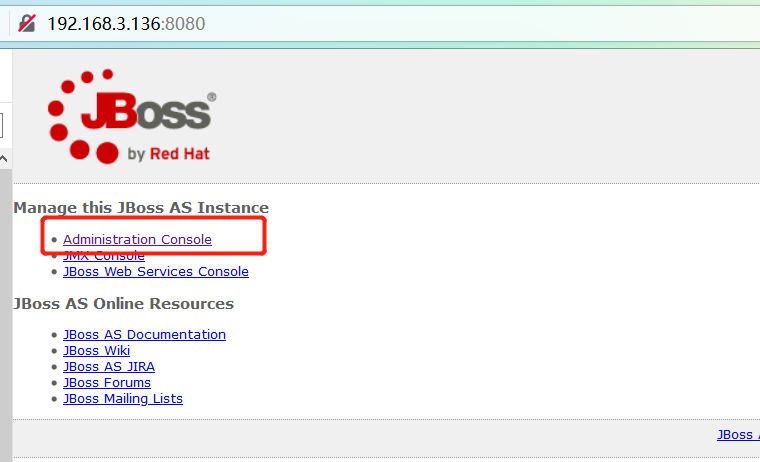 192.168.3.136:8080
JBoss®
by Red Hat
Manage this JBoss AS Instance
Administration Console
JMX Console
JBoss Web Services Console
JBoss AS Online Resources
JBoss AS Documentation
JBoss Wiki
JBoss AS JIRA
JBoss Forums
JBoss Mailing Lists
JBoss